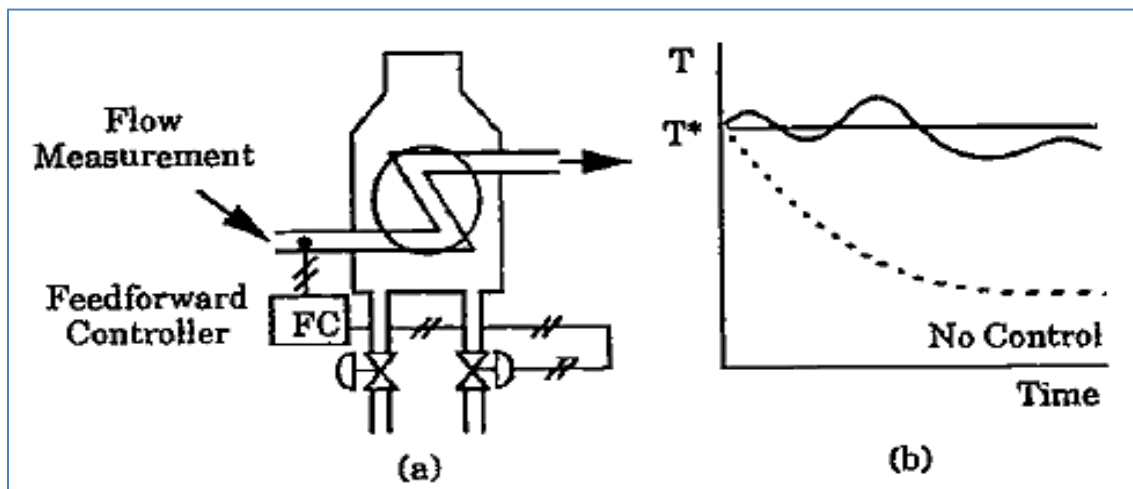 Flow
Measurement
Feedforward
Controller
FC
(a)
T
T*
No Control
Time
(b)